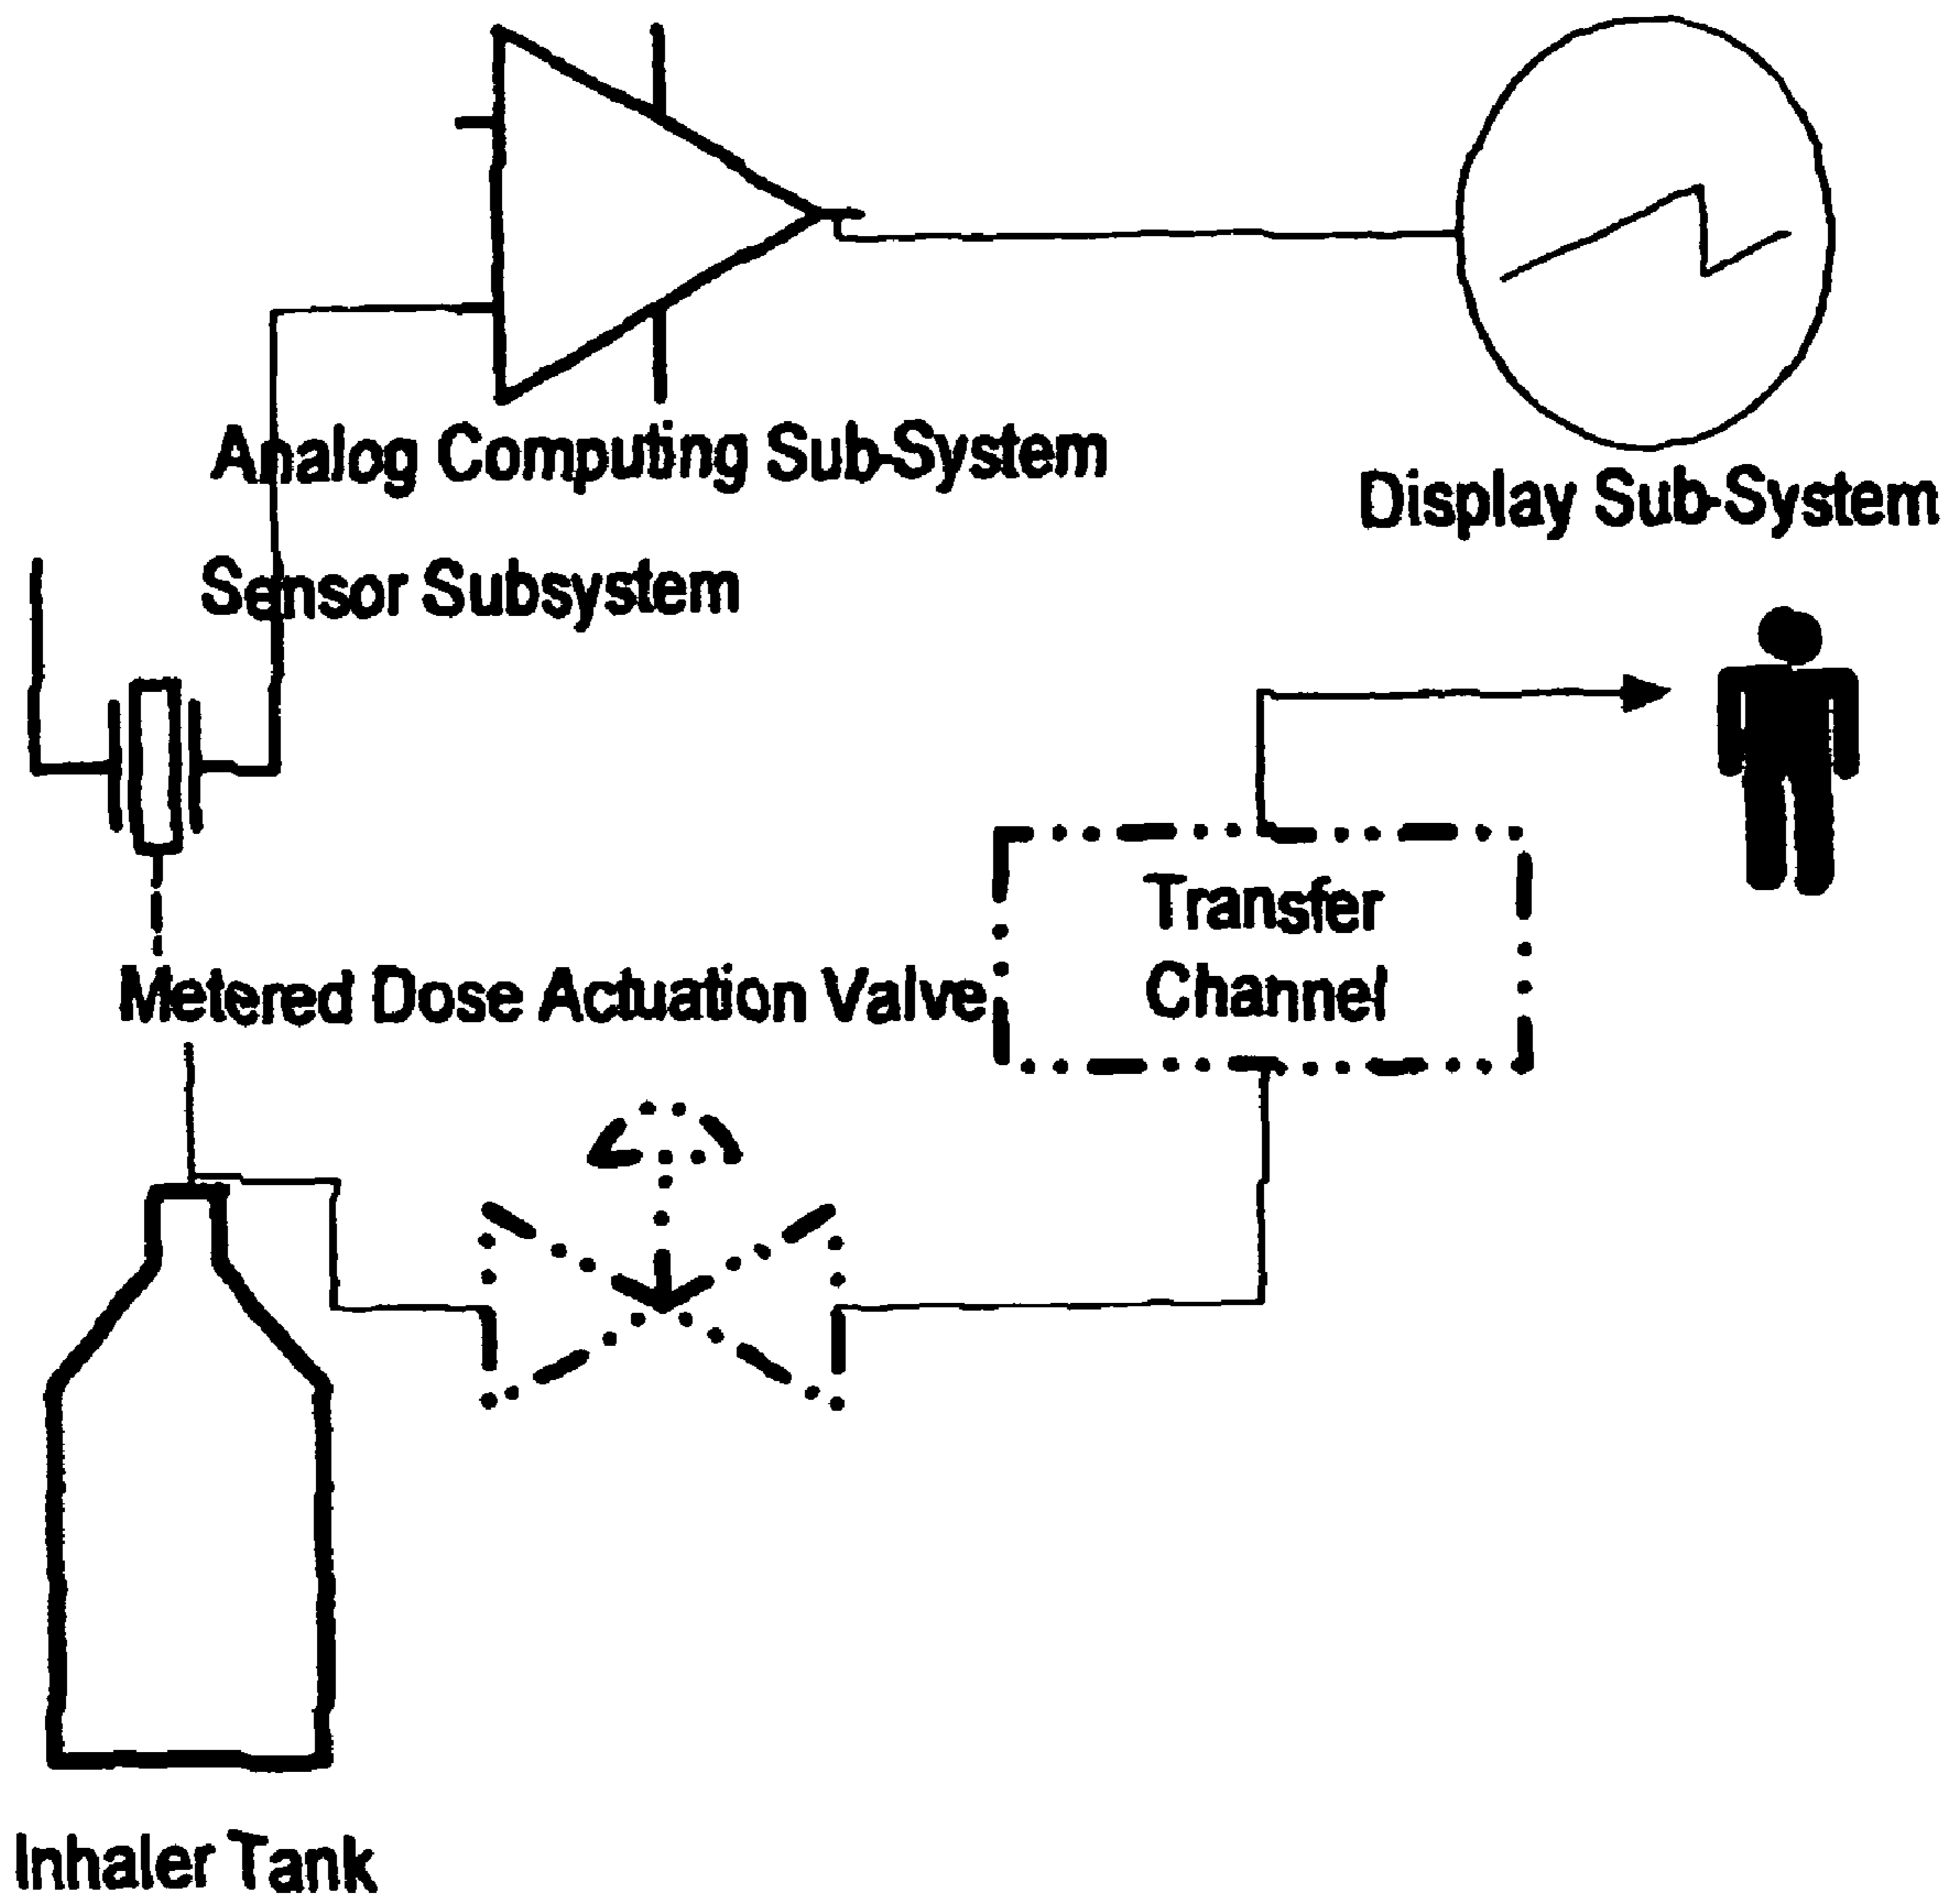 Analog Computing Sub-System
Display Sub-System
Sensor Subsystem
Transfer
Channel
Metered Dose Actuation Valve
Inhaler Tank